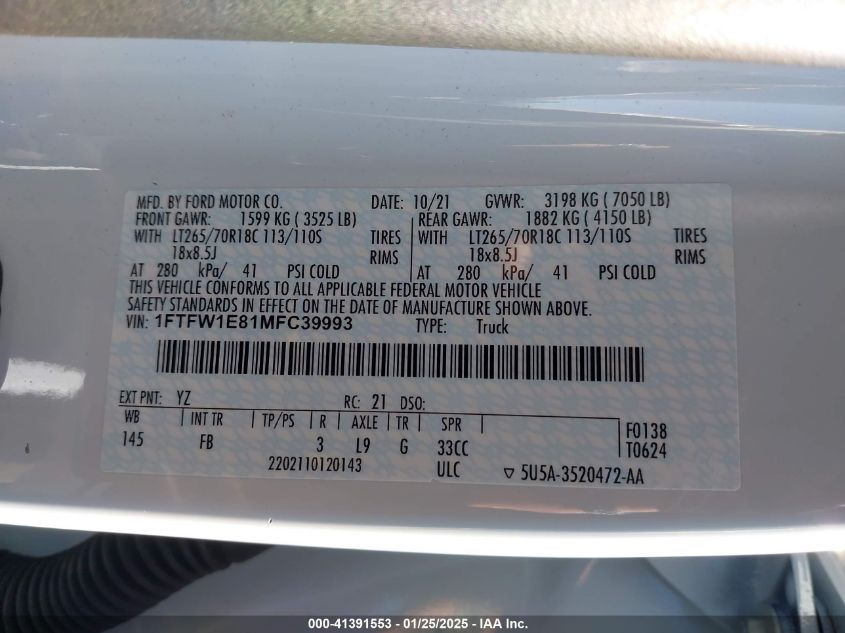 MFD. BY FORD MOTOR CO. DATE: 10/21 GVWR: 3198 KG ( 7050 LB)
FRONT GAWR: 1599 KG ( 3525 LB) REAR GAWR: 1882 KG ( 4150 LB)
WITH LT265/70R18C 113/110S TIRES WITH LT265/70R18C 113/110S TIRES
18x8.5J RIMS 18x8.5J RIMS
AT 280 kPa/ 41 PSI COLD AT 280 kPa/ 41 PSI COLD
THIS VEHICLE CONFORMS TO ALL APPLICABLE FEDERAL MOTOR VEHICLE
SAFETY STANDARDS IN EFFECT ON THE DATE OF MANUFACTURE SHOWN ABOVE.
VIN: 1FTFW1E81MFC39993 TYPE: Truck
EXT PNT: YZ RC: 21 DSO:
WB INT TR TP/PS R AXLE TR SPR F0138
145 FB 3 L9 G 33CC T0624
2202110120143 ULC ▽ 5U5A-3520472-AA
000-41391553 / 01/25/2025 — IAA Inc.